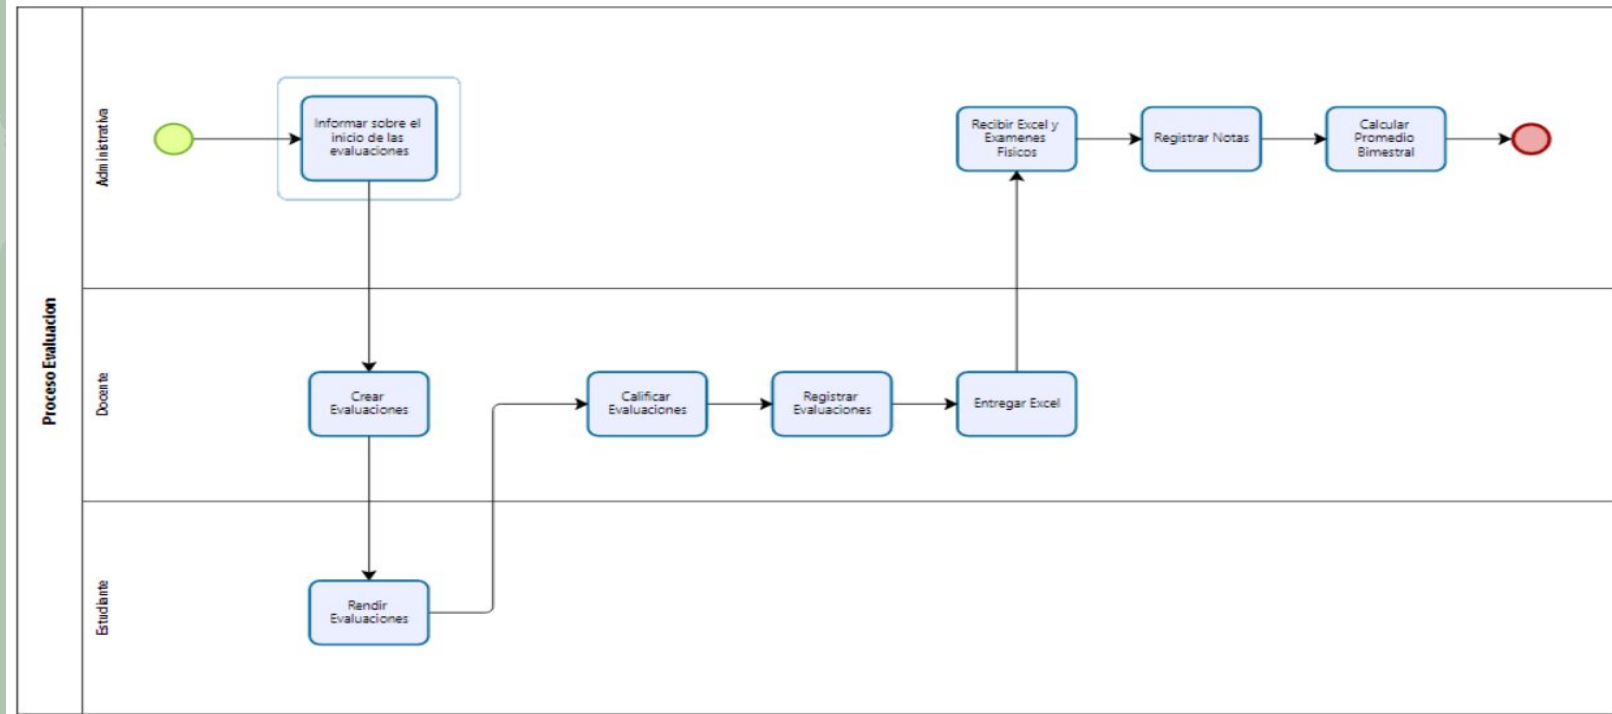 Proceso Evaluacion
Administrativa
Informar sobre el
inicio de las
evaluaciones
Recibir Excel y
Examenes
Fisicos
Registrar Notas
Calcular
Promedio
Bimestral
Docente
Crear
Evaluaciones
Calificar
Evaluaciones
Registrar
Evaluaciones
Entregar Excel
Estudiante
Rendir
Evaluaciones